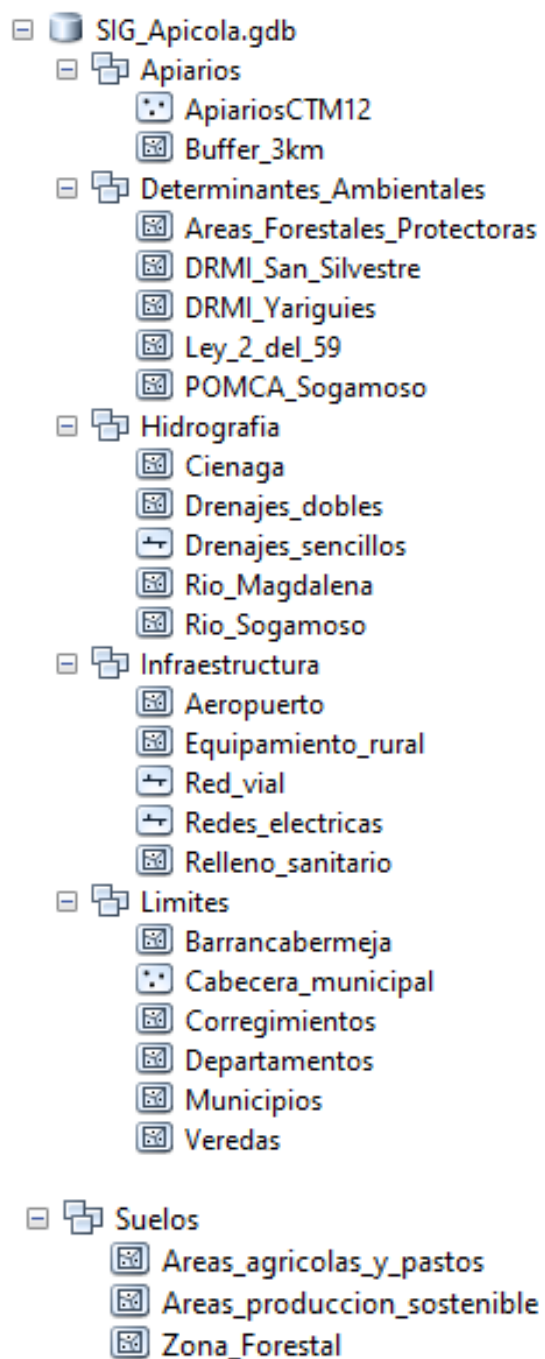 SIG_Apicola.gdb
Apiarios
ApiariosCTM12
Buffer_3km
Determinantes_Ambientales
Areas_Forestales_Protectoras
DRMI_San_Silvestre
DRMI_Yariguies
Ley_2_del_59
POMCA_Sogamoso
Hidrografia
Cienaga
Drenajes_dobles
Drenajes_sencillos
Rio_Magdalena
Rio_Sogamoso
Infraestructura
Aeropuerto
Equipamiento_rural
Red_vial
Redes_electricas
Relleno_sanitario
Limites
Barrancabermeja
Cabecera_municipal
Corregimientos
Departamentos
Municipios
Veredas
Suelos
Areas_agricolas_y_pastos
Areas_produccion_sostenible
Zona_Forestal